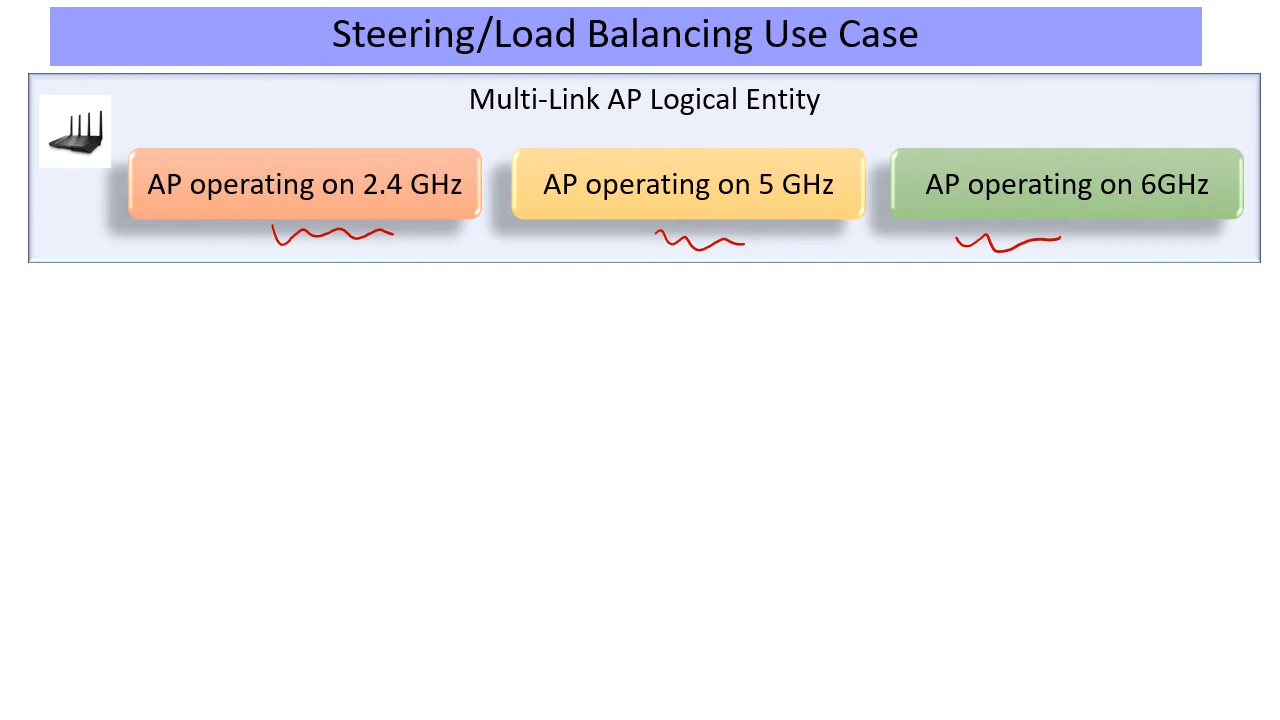 Steering/Load Balancing Use Case
Multi-Link AP Logical Entity
AP operating on 2.4 GHz
AP operating on 5 GHz
AP operating on 6GHz